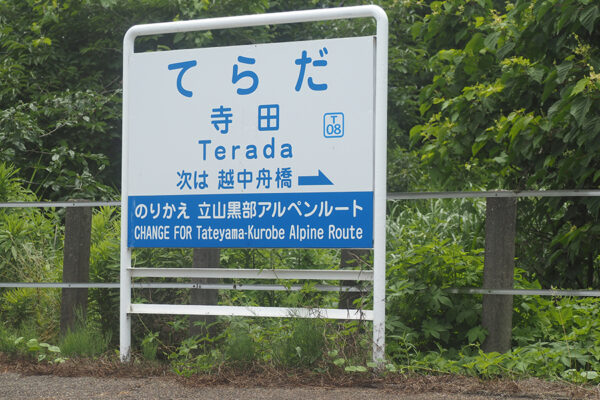 てらだ
寺田
T
08
Terada
次は 越中舟橋 →
のりかえ 立山黒部アルペンルート
CHANGE FOR Tateyama-Kurobe Alpine Route